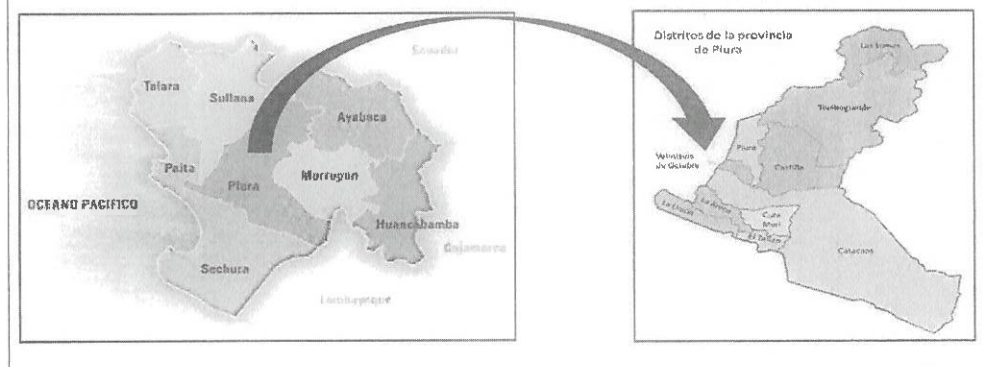 Ecuador
Talara
Sullana
Ayabaca
Paita
Piura
Morropón
OCEANO PACIFICO
Huancabamba
Cajamarca
Sechura
Lambayeque
Distritos de la provincia
de Piura
Las Lomas
Tambogrande
Piura
Veintiséis
de Octubre
Castilla
La Arena
La Unión
Cura
Mori
El Tallán
Catacaos